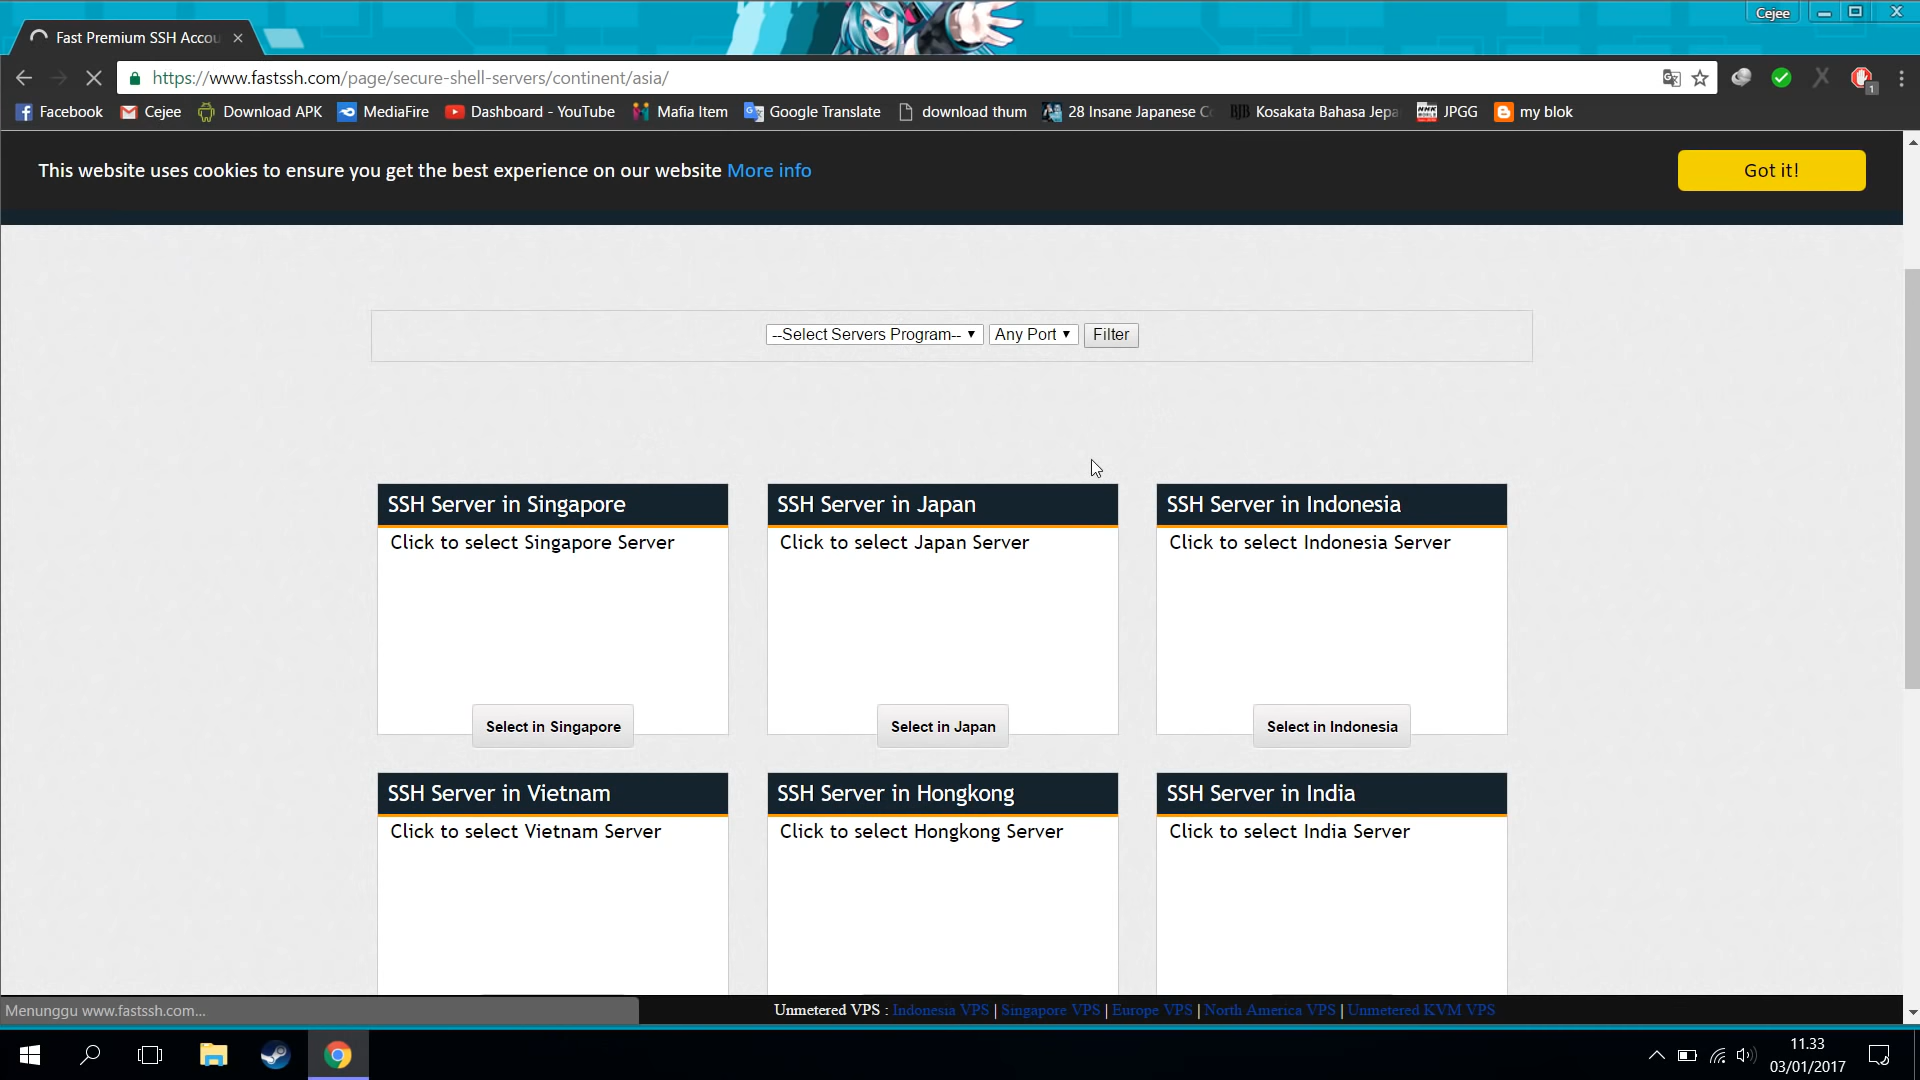 Cejee
Fast Premium SSH Accou
https://www.fastssh.com/page/secure-shell-servers/continent/asia/
1
Facebook
Cejee
Download APK
MediaFire
Dashboard - YouTube
Mafia Item
Google Translate
download thum
28 Insane Japanese C
Kosakata Bahasa Jepa
JPGG
my blok
This website uses cookies to ensure you get the best experience on our website More info
Got it!
--Select Servers Program-- Any Port Filter
SSH Server in Singapore
Click to select Singapore Server
Select in Singapore
SSH Server in Japan
Click to select Japan Server
Select in Japan
SSH Server in Indonesia
Click to select Indonesia Server
Select in Indonesia
SSH Server in Vietnam
Click to select Vietnam Server
SSH Server in Hongkong
Click to select Hongkong Server
SSH Server in India
Click to select India Server
Menunggu www.fastssh.com...
Unmetered VPS : Indonesia VPS | Singapore VPS | Europe VPS | North America VPS | Unmetered KVM VPS
11.33
03/01/2017